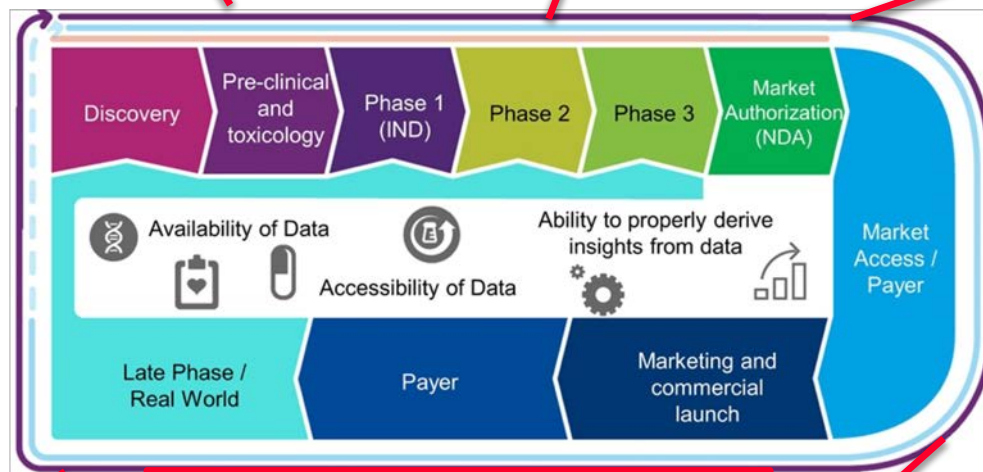 Discovery
Pre-clinical
and
toxicology
Phase 1
(IND)
Phase 2
Phase 3
Market
Authorization
(NDA)
Availability of Data
Accessibility of Data
Ability to properly derive
insights from data
Market
Access /
Payer
Late Phase /
Real World
Payer
Marketing and
commercial
launch